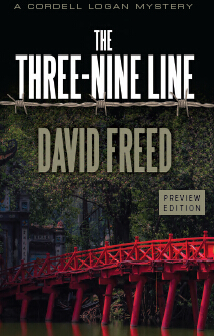 A CORDELL LOGAN MYSTERY
THE
THREE-NINE LINE
DAVID FREED
PREVIEW
EDITION